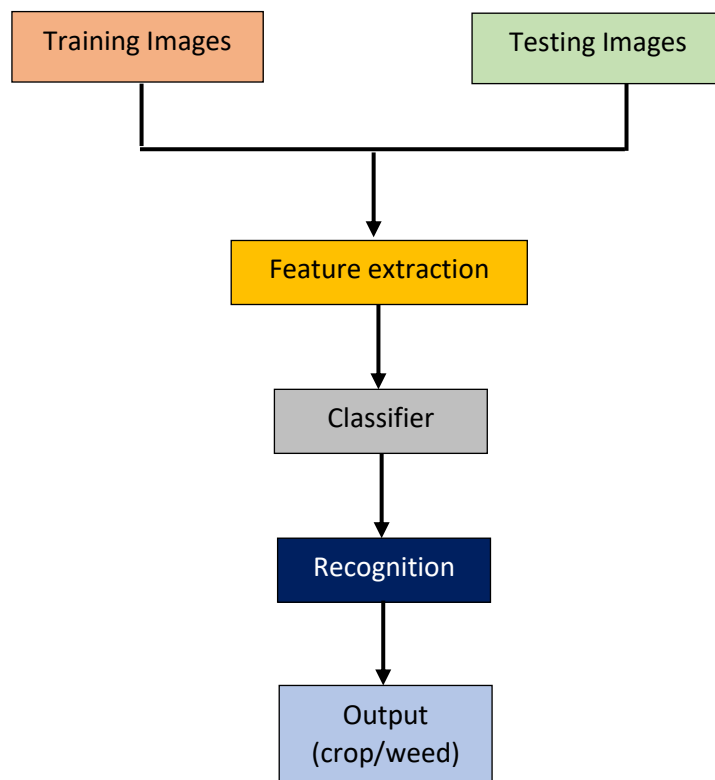 Training Images
Testing Images
Feature extraction
Classifier
Recognition
Output
(crop/weed)